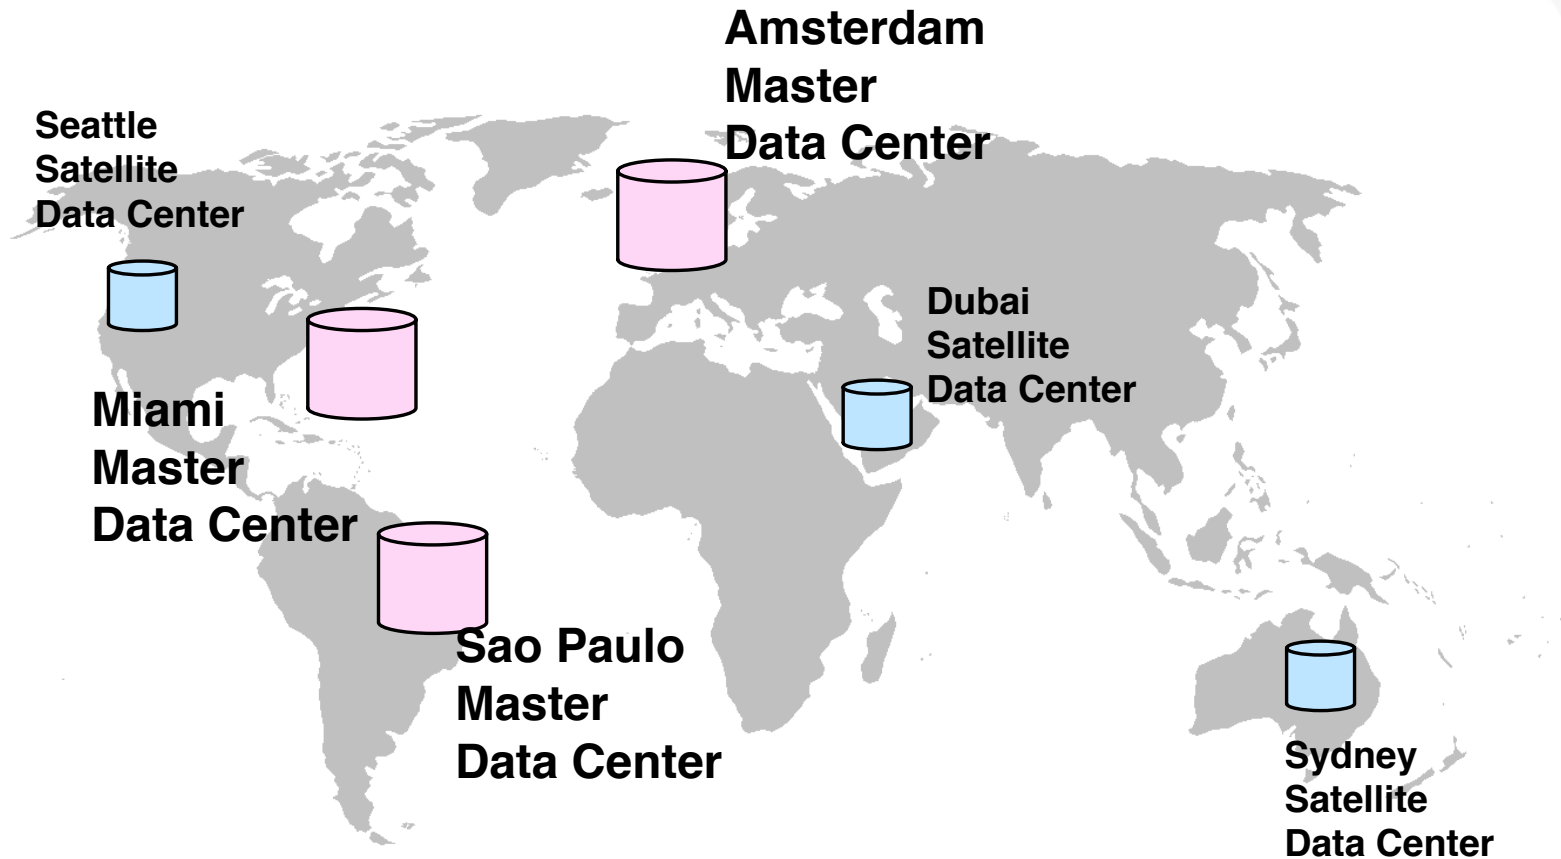 Amsterdam
Master
Data Center
Seattle
Satellite
Data Center
Dubai
Satellite
Data Center
Miami
Master
Data Center
Sao Paulo
Master
Data Center
Sydney
Satellite
Data Center